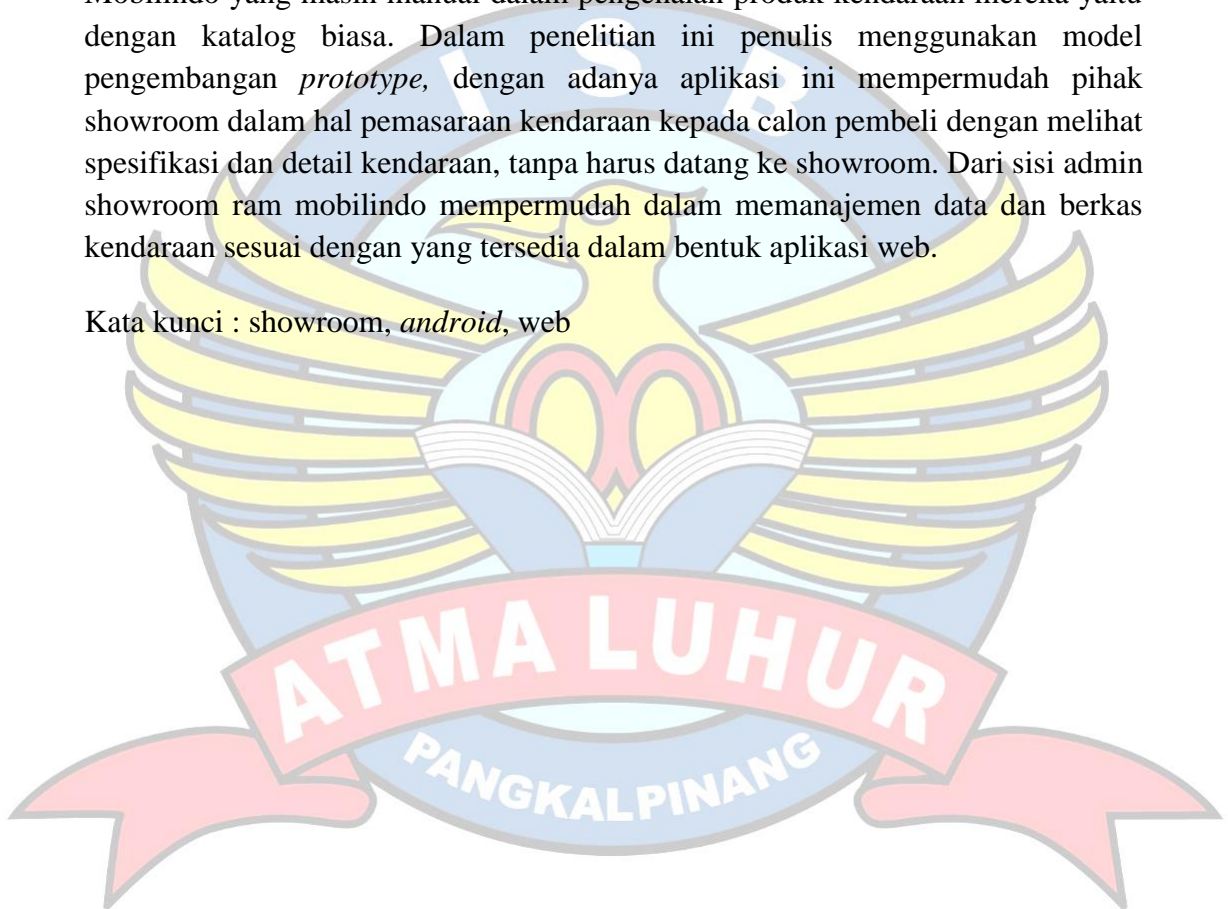 Mobilindo yang masih manual dalam pengenalan produk kendaraan mereka yaitu
dengan katalog biasa. Dalam penelitian ini penulis menggunakan model
pengembangan prototype, dengan adanya aplikasi ini mempermudah pihak
showroom dalam hal pemasaraan kendaraan kepada calon pembeli dengan melihat
spesifikasi dan detail kendaraan, tanpa harus datang ke showroom. Dari sisi admin
showroom ram mobilindo mempermudah dalam memanajemen data dan berkas
kendaraan sesuai dengan yang tersedia dalam bentuk aplikasi web.
Kata kunci : showroom, android, web
I S B
ATMA LUHUR
PANGKALPINANG